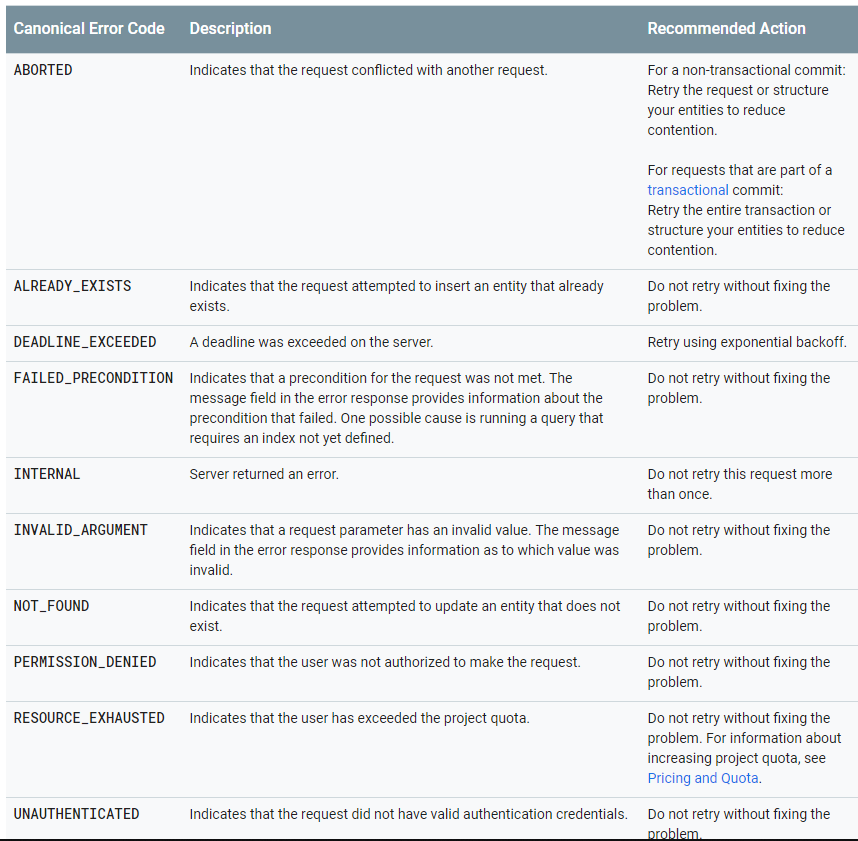 Canonical Error Code Description Recommended Action
ABORTED Indicates that the request conflicted with another request. For a non-transactional commit:
Retry the request or structure
your entities to reduce
contention.
For requests that are part of a
transactional commit:
Retry the entire transaction or
structure your entities to reduce
contention.
ALREADY_EXISTS Indicates that the request attempted to insert an entity that already Do not retry without fixing the
exists. problem.
DEADLINE_EXCEEDED A deadline was exceeded on the server. Retry using exponential backoff.
FAILED_PRECONDITION Indicates that a precondition for the request was not met. The Do not retry without fixing the
message field in the error response provides information about the problem.
precondition that failed. One possible cause is running a query that
requires an index not yet defined.
INTERNAL Server returned an error. Do not retry this request more
than once.
INVALID_ARGUMENT Indicates that a request parameter has an invalid value. The message Do not retry without fixing the
field in the error response provides information as to which value was problem.
invalid.
NOT_FOUND Indicates that the request attempted to update an entity that does not Do not retry without fixing the
exist. problem.
PERMISSION_DENIED Indicates that the user was not authorized to make the request. Do not retry without fixing the
problem.
RESOURCE_EXHAUSTED Indicates that the user has exceeded the project quota. Do not retry without fixing the
problem. For information about
increasing project quota, see
Pricing and Quota.
UNAUTHENTICATED Indicates that the request did not have valid authentication credentials. Do not retry without fixing the
problem.